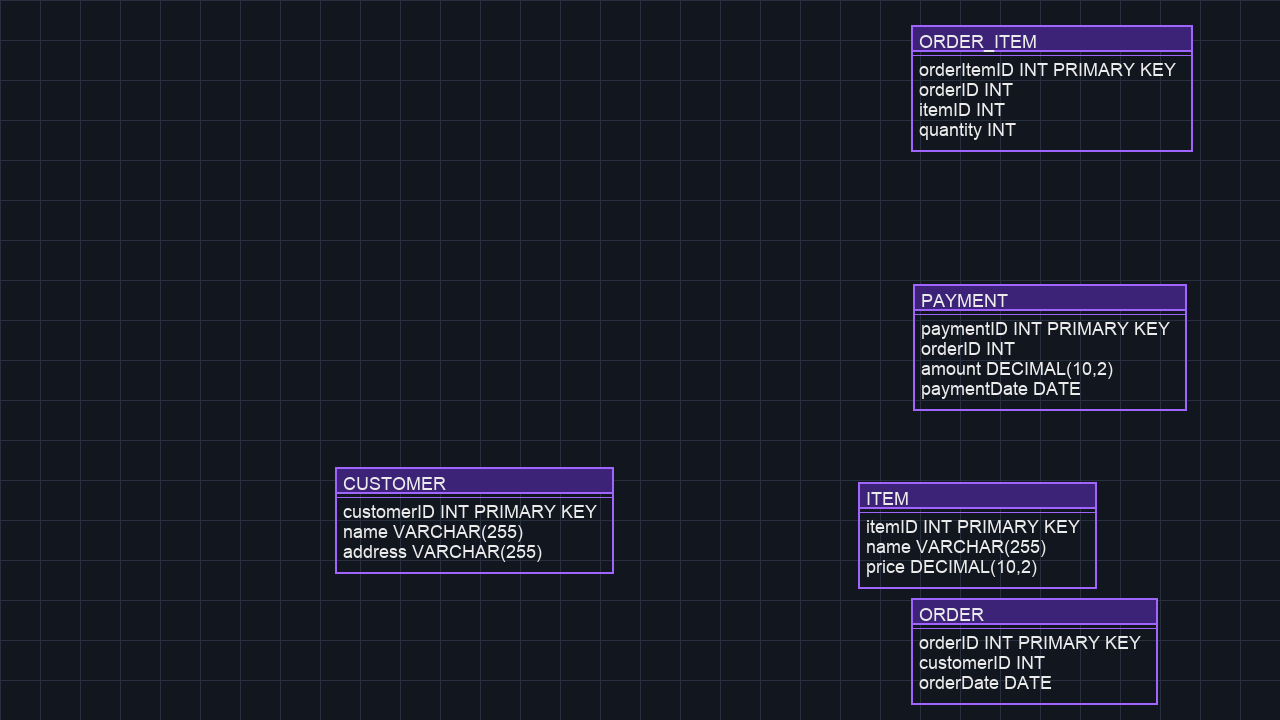 ORDER_ITEM
orderItemID INT PRIMARY KEY
orderID INT
itemID INT
quantity INT
PAYMENT
paymentID INT PRIMARY KEY
orderID INT
amount DECIMAL(10,2)
paymentDate DATE
CUSTOMER
customerID INT PRIMARY KEY
name VARCHAR(255)
address VARCHAR(255)
ITEM
itemID INT PRIMARY KEY
name VARCHAR(255)
price DECIMAL(10,2)
ORDER
orderID INT PRIMARY KEY
customerID INT
orderDate DATE